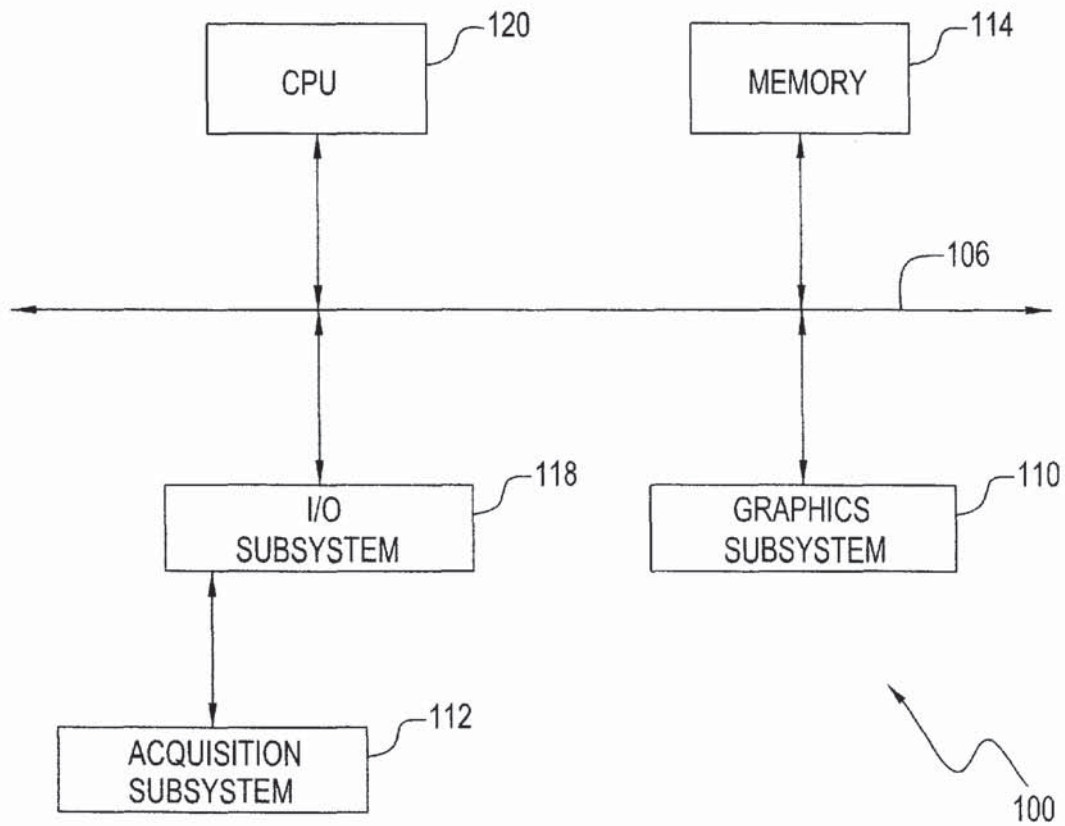 120
CPU
114
MEMORY
106
118
I/O
SUBSYSTEM
110
GRAPHICS
SUBSYSTEM
112
ACQUISITION
SUBSYSTEM
100